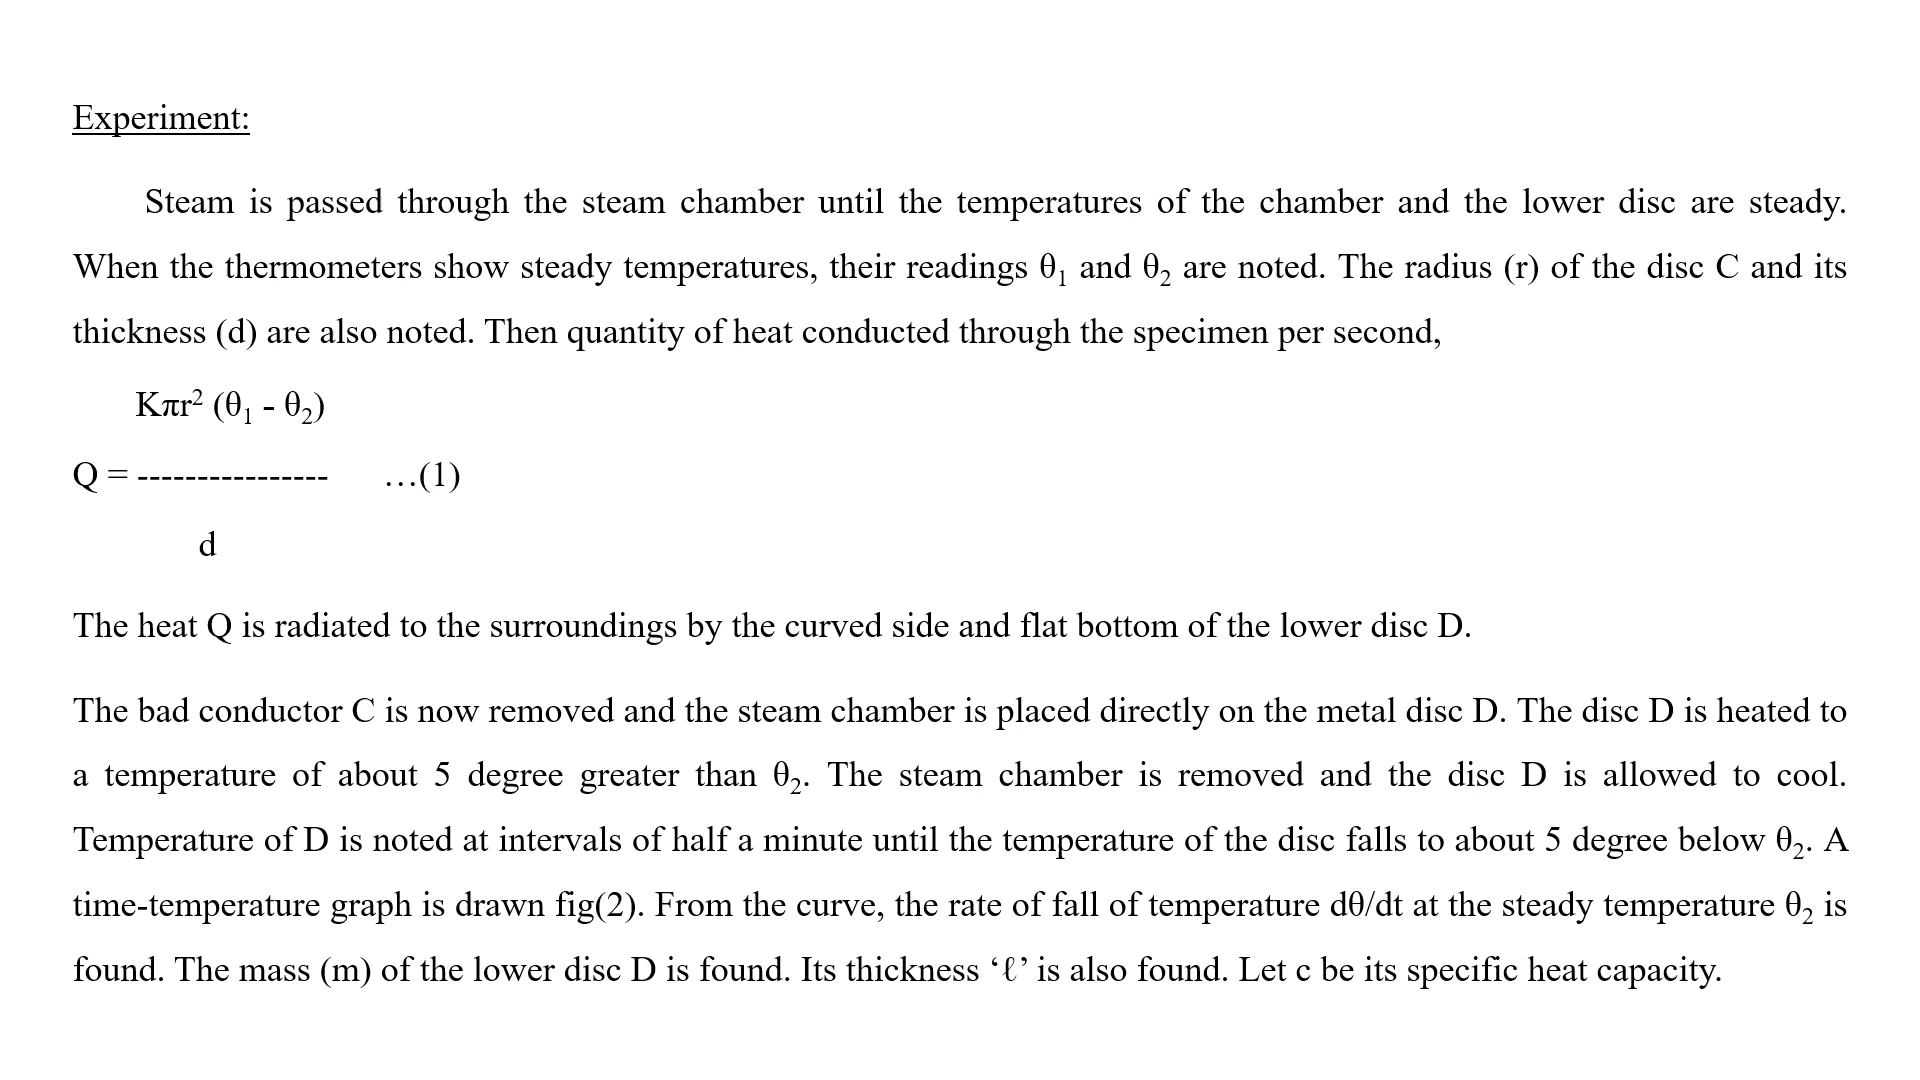 Experiment:
Steam is passed through the steam chamber until the temperatures of the chamber and the lower disc are steady.
When the thermometers show steady temperatures, their readings θ₁ and θ₂ are noted. The radius (r) of the disc C and its
thickness (d) are also noted. Then quantity of heat conducted through the specimen per second,
Kπr² (θ₁ - θ₂)
Q = ---------------- …(1)
d
The heat Q is radiated to the surroundings by the curved side and flat bottom of the lower disc D.
The bad conductor C is now removed and the steam chamber is placed directly on the metal disc D. The disc D is heated to
a temperature of about 5 degree greater than θ₂. The steam chamber is removed and the disc D is allowed to cool.
Temperature of D is noted at intervals of half a minute until the temperature of the disc falls to about 5 degree below θ₂. A
time-temperature graph is drawn fig(2). From the curve, the rate of fall of temperature dθ/dt at the steady temperature θ₂ is
found. The mass (m) of the lower disc D is found. Its thickness ‘ℓ’ is also found. Let c be its specific heat capacity.